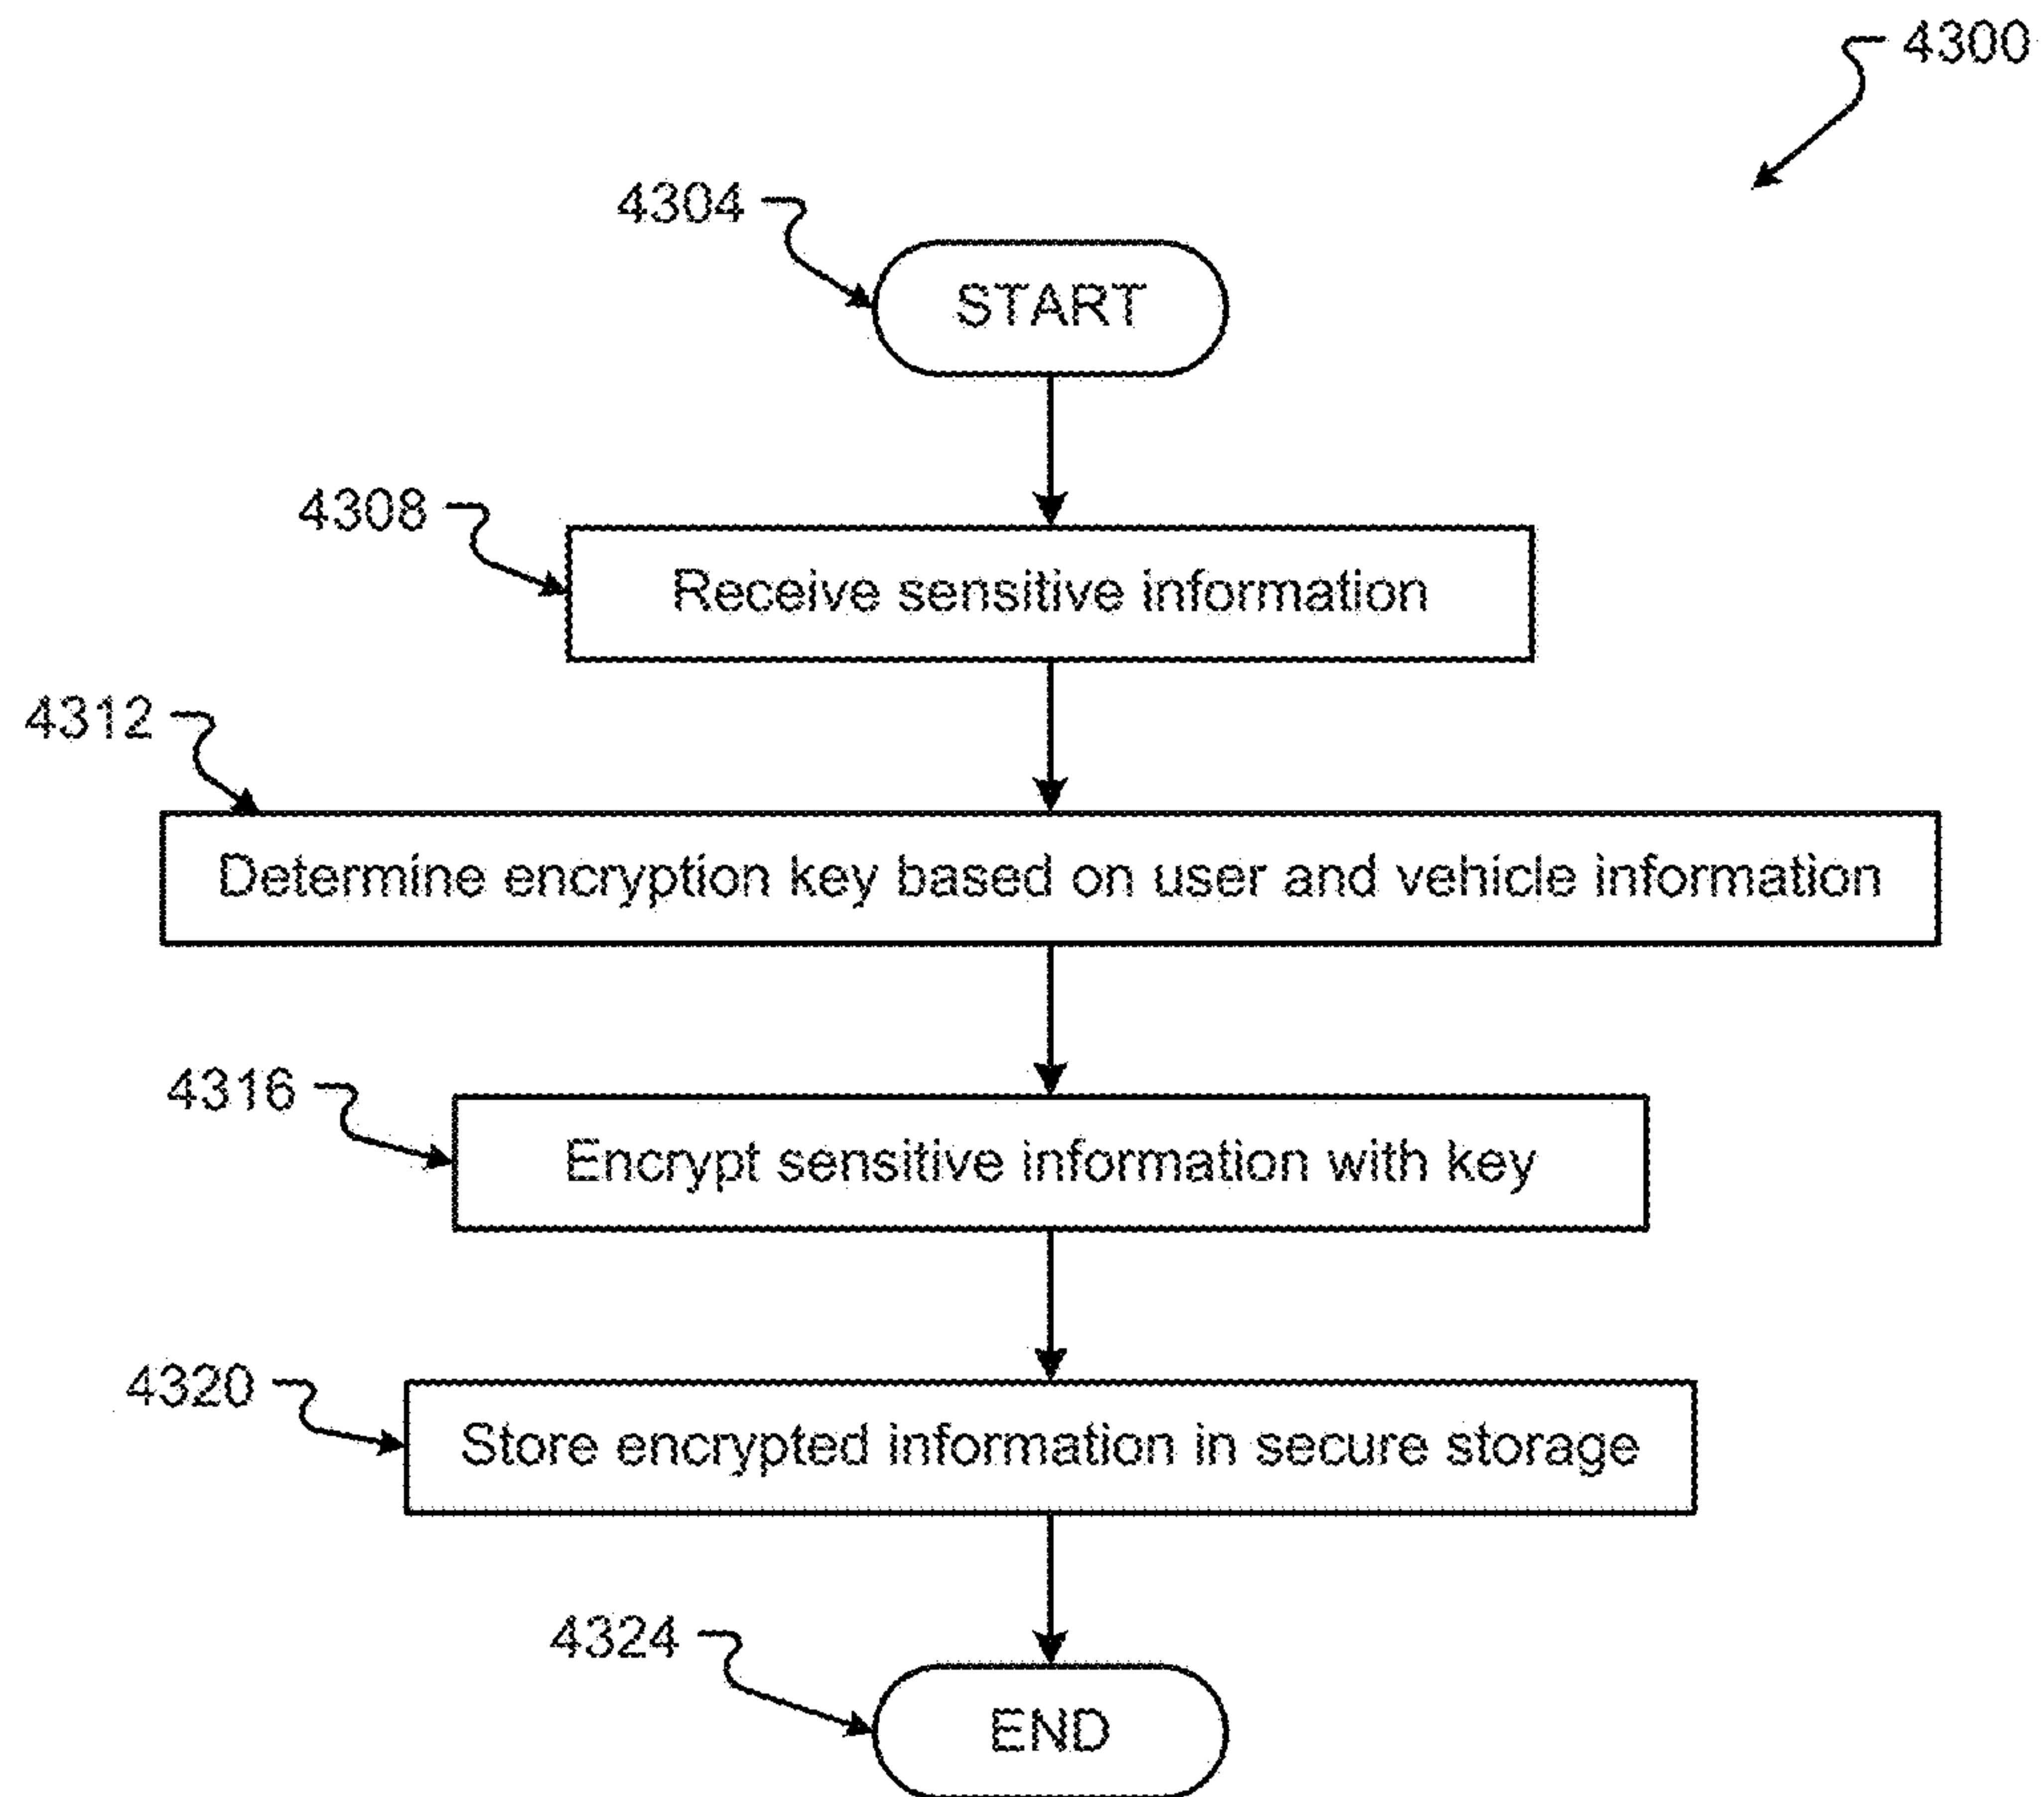 4300
4304
START
4308
Receive sensitive information
4312
Determine encryption key based on user and vehicle information
4316
Encrypt sensitive information with key
4320
Store encrypted information in secure storage
4324
END